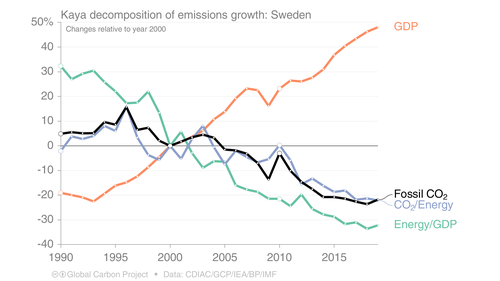 Kaya decomposition of emissions growth: Sweden
Changes relative to year 2000
50%
40
30
20
10
0
-10
-20
-30
-40
1990
1995
2000
2005
2010
2015
GDP
Fossil CO2
CO2/Energy
Energy/GDP
Global Carbon Project • Data: CDIAC/GCP/IEA/BP/IMF